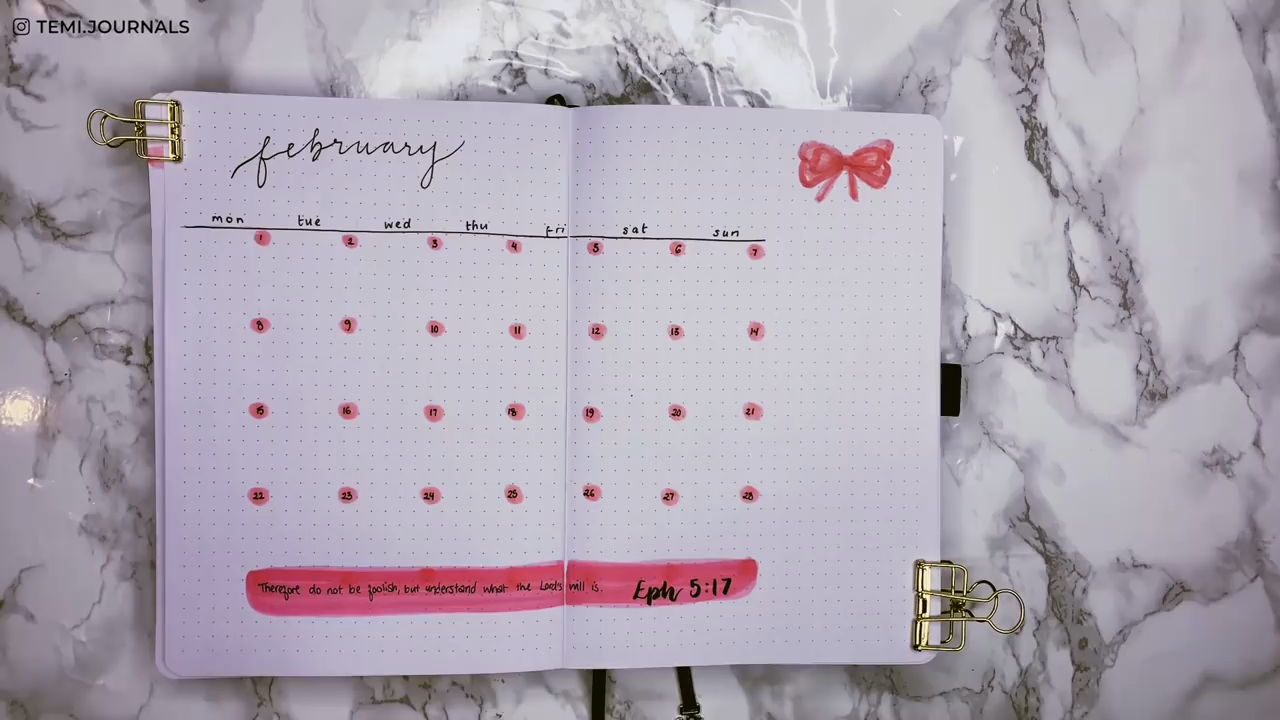 TEMI.JOURNALS
february
mon tue wed thu fri sat sun
1 2 3 4 5 6 7
8 9 10 11 12 13 14
15 16 17 18 19 20 21
22 23 24 25 26 27 28
Therefore do not be foolish, but understand what the Lord's will is. Eph 5:17